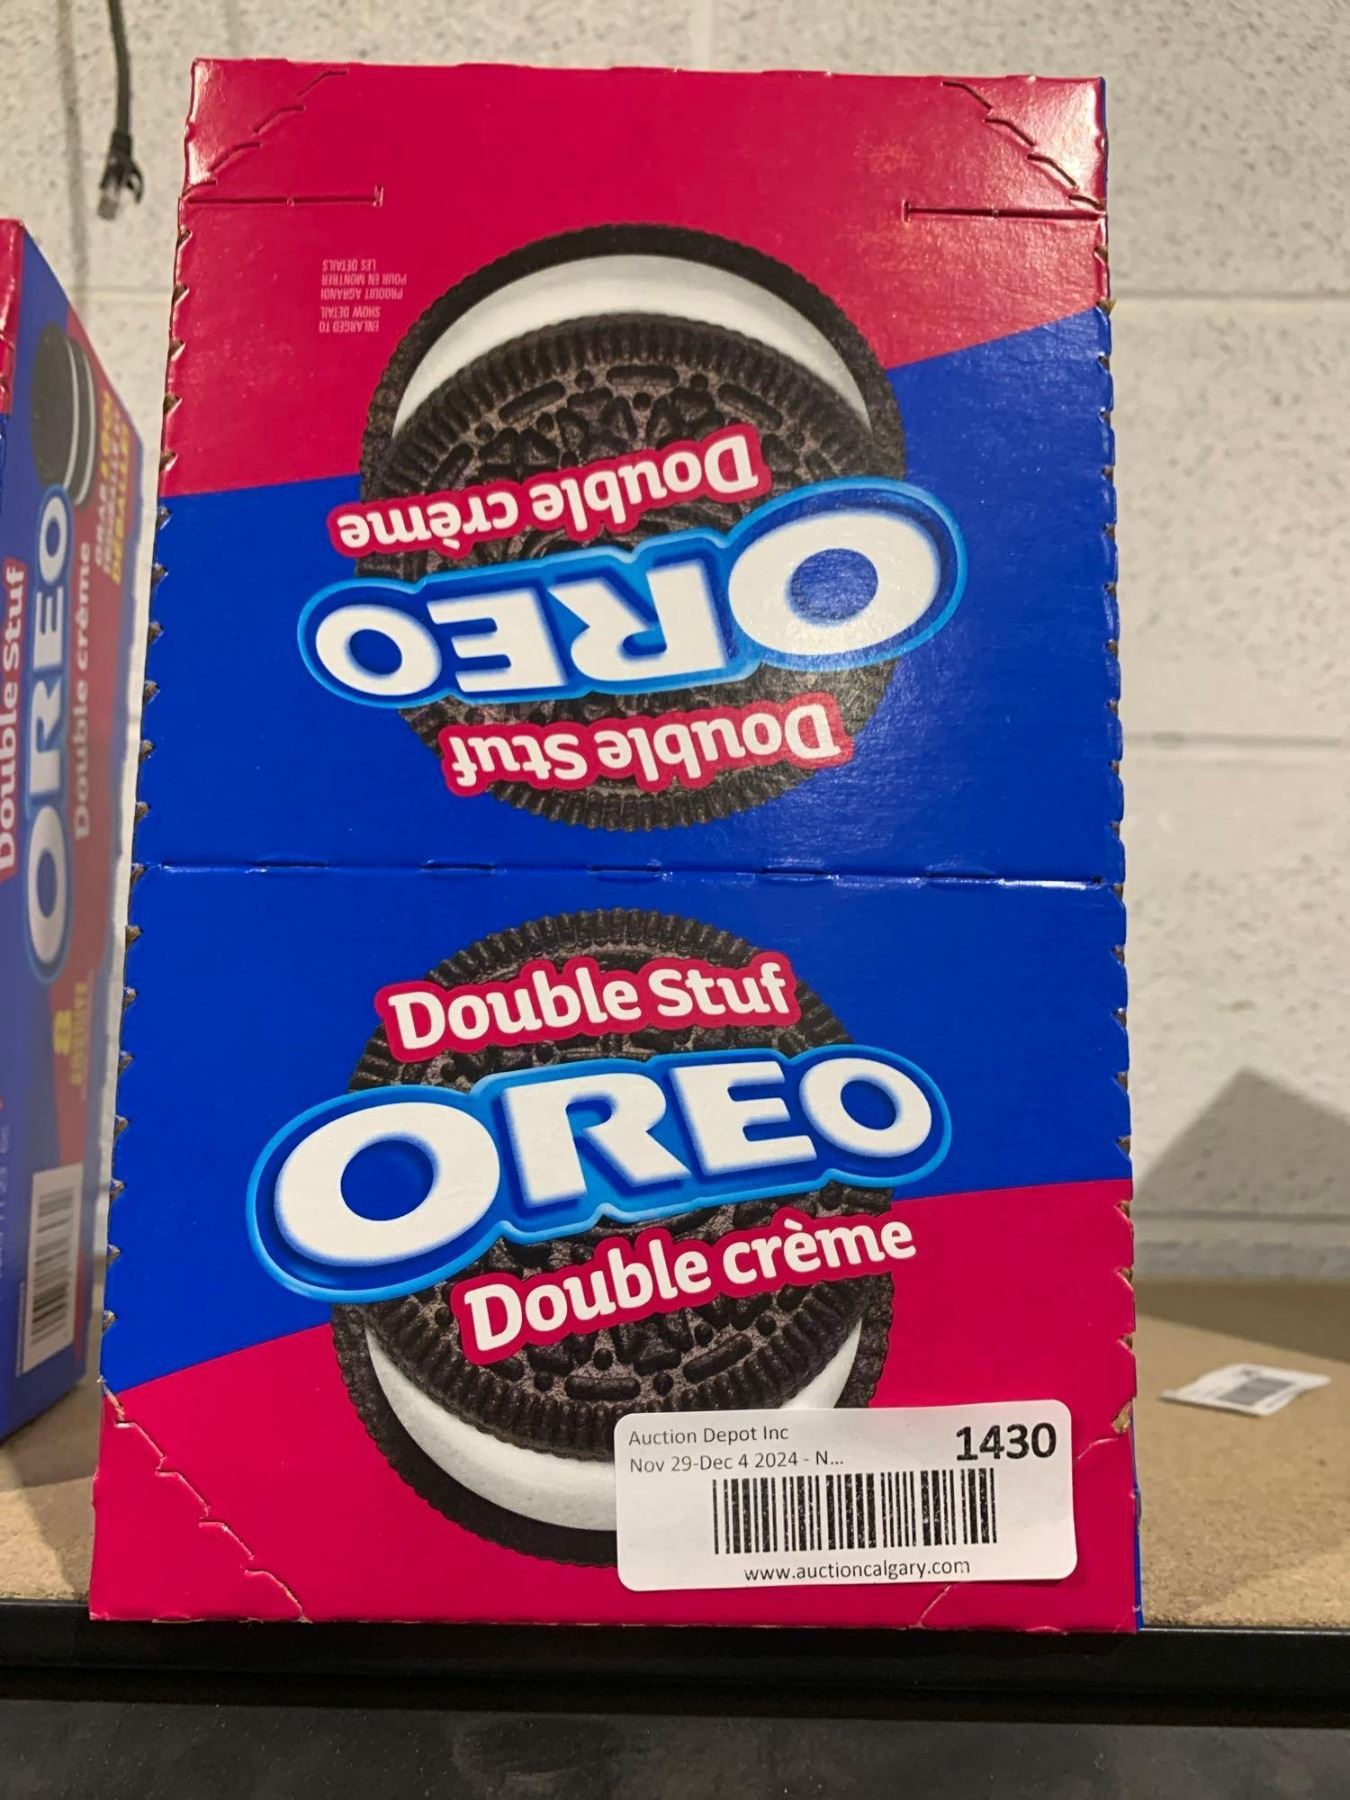 ENLARGED TO
SHOW DETAIL
PRODUIT AGRANDI
POUR EN MONTRER
LES DÉTAILS
Double Stuf
OREO
Double crème
Double Stuf
OREO
Double crème
Auction Depot Inc
1430
Nov 29-Dec 4 2024 - N...
www.auctioncalgary.com
Double Stuf
OREO
Double crème
8